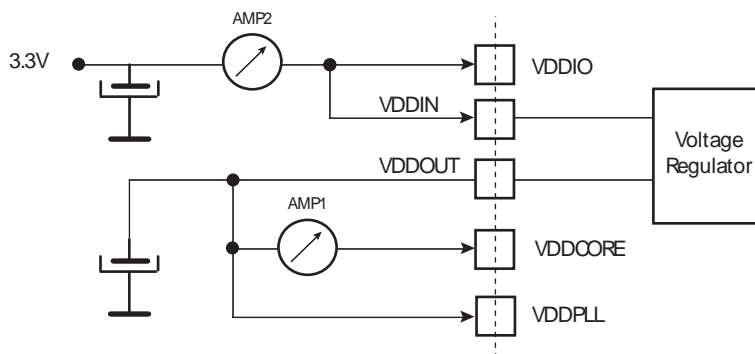 AMP2
3.3V
VDDIO
VDDIN
Voltage
Regulator
VDDOUT
AMP1
VDDCORE
VDDPLL